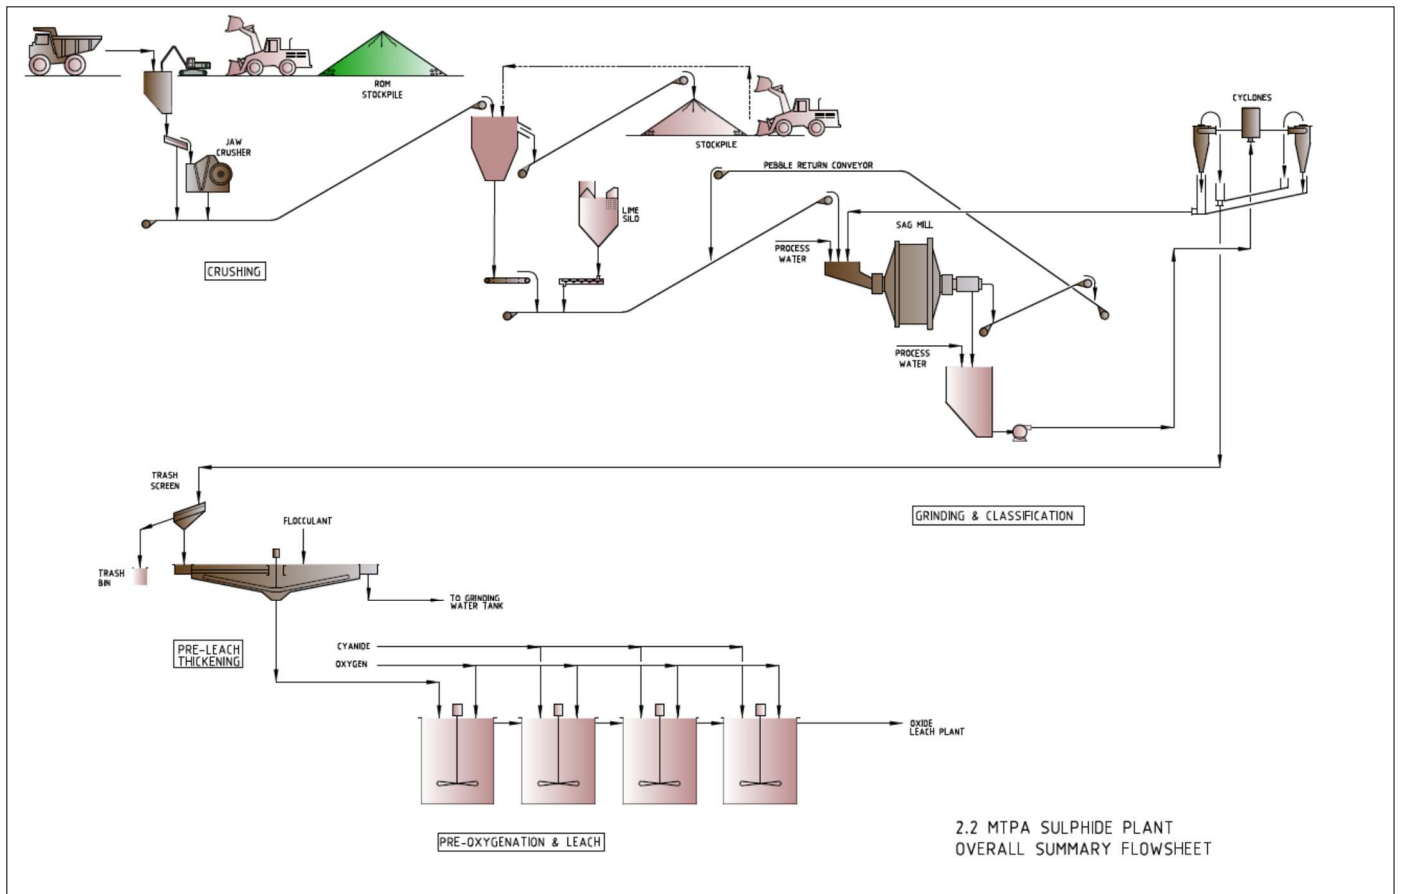 ROM
STOCKPILE
JAW
CRUSHER
CRUSHING
STOCKPILE
LIME
SILO
PEBBLE RETURN CONVEYOR
CYCLONES
SAG MILL
PROCESS
WATER
PROCESS
WATER
GRINDING & CLASSIFICATION
TRASH
SCREEN
FLOCCULANT
TRASH
BIN
TO GRINDING
WATER TANK
PRE-LEACH
THICKENING
CYANIDE
OXYGEN
OXIDE
LEACH PLANT
PRE-OXYGENATION & LEACH
2.2 MTPA SULPHIDE PLANT
OVERALL SUMMARY FLOWSHEET